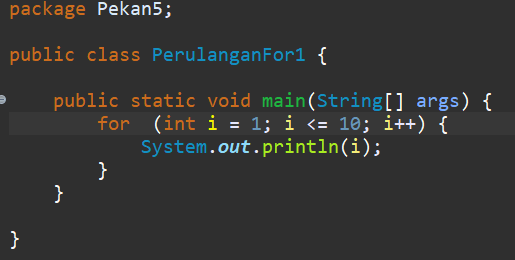 package Pekan5;
public class PerulanganFor1 {
    public static void main(String[] args) {
        for  (int i = 1; i <= 10; i++) {
            System.out.println(i);
        }
    }
}